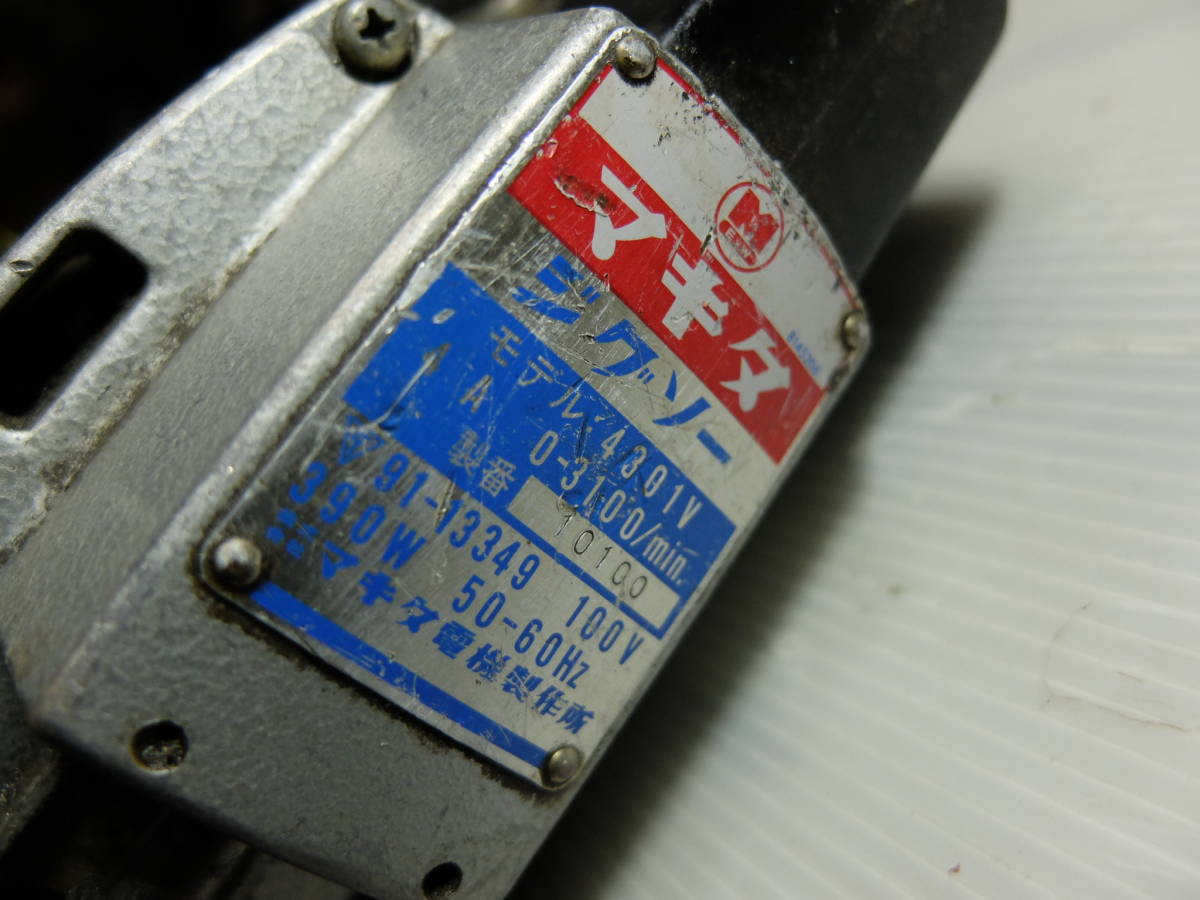 マキタ
ジグソー
モデル 4301V
A 0-3100/min.
製番 10100
91-13349 100V
390W 50-60Hz
マキタ電機製作所